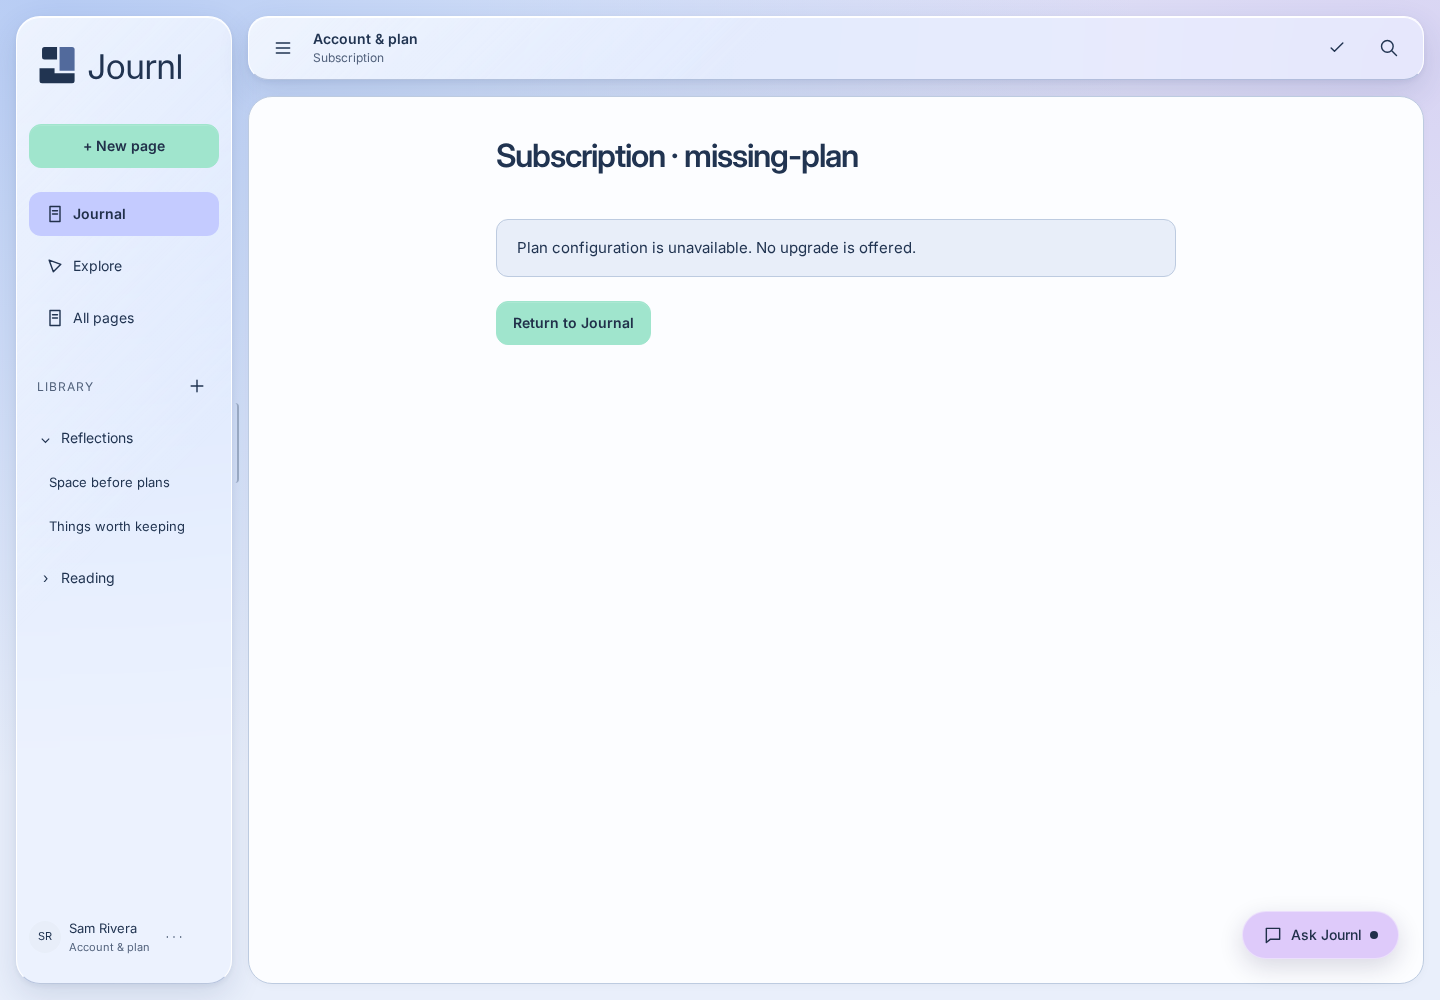 Journl
+ New page
Journal
Explore
All pages
LIBRARY
Reflections
Space before plans
Things worth keeping
Reading
SR
Sam Rivera
Account & plan
...
Account & plan
Subscription
Subscription · missing-plan
Plan configuration is unavailable. No upgrade is offered.
Return to Journal
Ask Journl